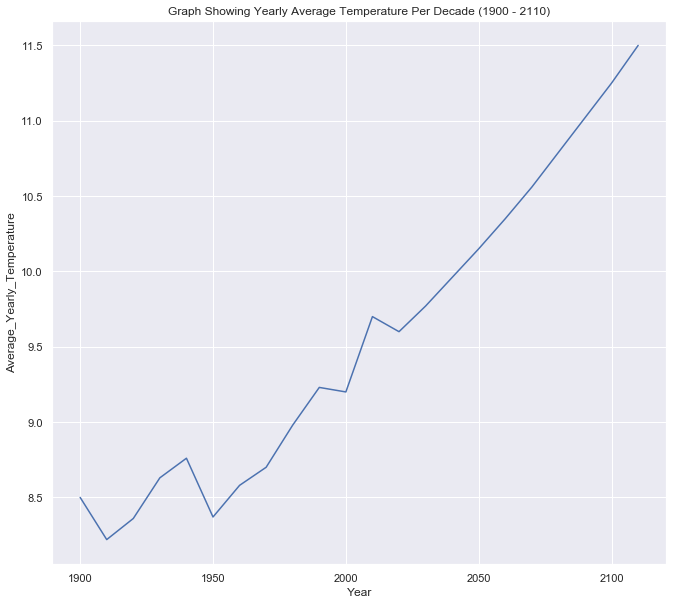 Graph Showing Yearly Average Temperature Per Decade (1900 - 2110)
11.5
11.0
10.5
10.0
9.5
9.0
8.5
Average_Yearly_Temperature
1900 1950 2000 2050 2100
Year